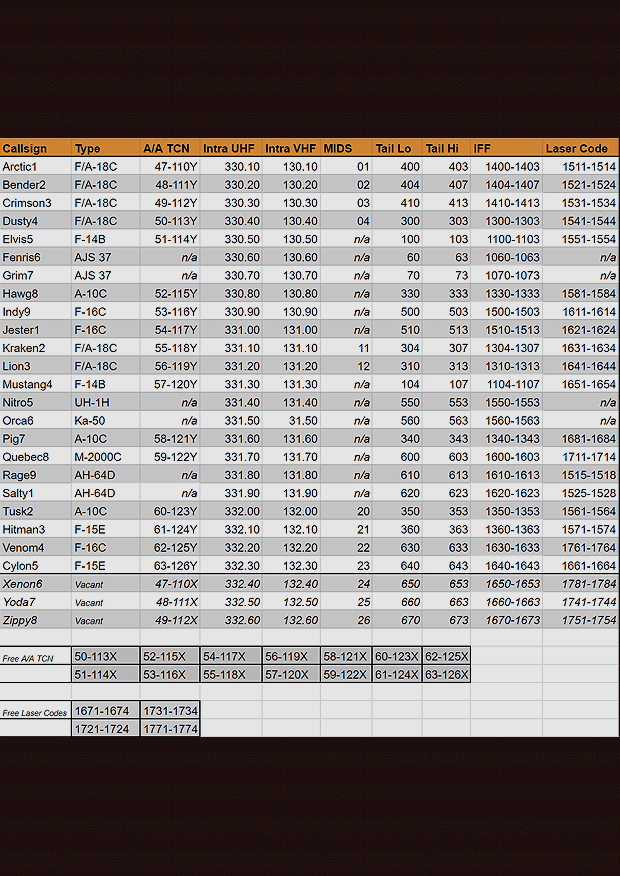 Callsign Type A/A TCN Intra UHF Intra VHF MIDS Tail Lo Tail Hi IFF Laser Code
Arctic1 F/A-18C 47-110Y 330.10 130.10 01 400 403 1400-1403 1511-1514
Bender2 F/A-18C 48-111Y 330.20 130.20 02 404 407 1404-1407 1521-1524
Crimson3 F/A-18C 49-112Y 330.30 130.30 03 410 413 1410-1413 1531-1534
Dusty4 F/A-18C 50-113Y 330.40 130.40 04 300 303 1300-1303 1541-1544
Elvis5 F-14B 51-114Y 330.50 130.50 n/a 100 103 1100-1103 1551-1554
Fenris6 AJS 37 n/a 330.60 130.60 n/a 60 63 1060-1063 n/a
Grim7 AJS 37 n/a 330.70 130.70 n/a 70 73 1070-1073 n/a
Hawg8 A-10C 52-115Y 330.80 130.80 n/a 330 333 1330-1333 1581-1584
Indy9 F-16C 53-116Y 330.90 130.90 n/a 500 503 1500-1503 1611-1614
Jester1 F-16C 54-117Y 331.00 131.00 n/a 510 513 1510-1513 1621-1624
Kraken2 F/A-18C 55-118Y 331.10 131.10 11 304 307 1304-1307 1631-1634
Lion3 F/A-18C 56-119Y 331.20 131.20 12 310 313 1310-1313 1641-1644
Mustang4 F-14B 57-120Y 331.30 131.30 n/a 104 107 1104-1107 1651-1654
Nitro5 UH-1H n/a 331.40 131.40 n/a 550 553 1550-1553 n/a
Orca6 Ka-50 n/a 331.50 31.50 n/a 560 563 1560-1563 n/a
Pig7 A-10C 58-121Y 331.60 131.60 n/a 340 343 1340-1343 1681-1684
Quebec8 M-2000C 59-122Y 331.70 131.70 n/a 600 603 1600-1603 1711-1714
Rage9 AH-64D n/a 331.80 131.80 n/a 610 613 1610-1613 1515-1518
Salty1 AH-64D n/a 331.90 131.90 n/a 620 623 1620-1623 1525-1528
Tusk2 A-10C 60-123Y 332.00 132.00 20 350 353 1350-1353 1561-1564
Hitman3 F-15E 61-124Y 332.10 132.10 21 360 363 1360-1363 1571-1574
Venom4 F-16C 62-125Y 332.20 132.20 22 630 633 1630-1633 1761-1764
Cylon5 F-15E 63-126Y 332.30 132.30 23 640 643 1640-1643 1661-1664
Xenon6 Vacant 47-110X 332.40 132.40 24 650 653 1650-1653 1781-1784
Yoda7 Vacant 48-111X 332.50 132.50 25 660 663 1660-1663 1741-1744
Zippy8 Vacant 49-112X 332.60 132.60 26 670 673 1670-1673 1751-1754
Free A/A TCN 50-113X 52-115X 54-117X 56-119X 58-121X 60-123X 62-125X
51-114X 53-116X 55-118X 57-120X 59-122X 61-124X 63-126X
Free Laser Codes 1671-1674 1731-1734
1721-1724 1771-1774